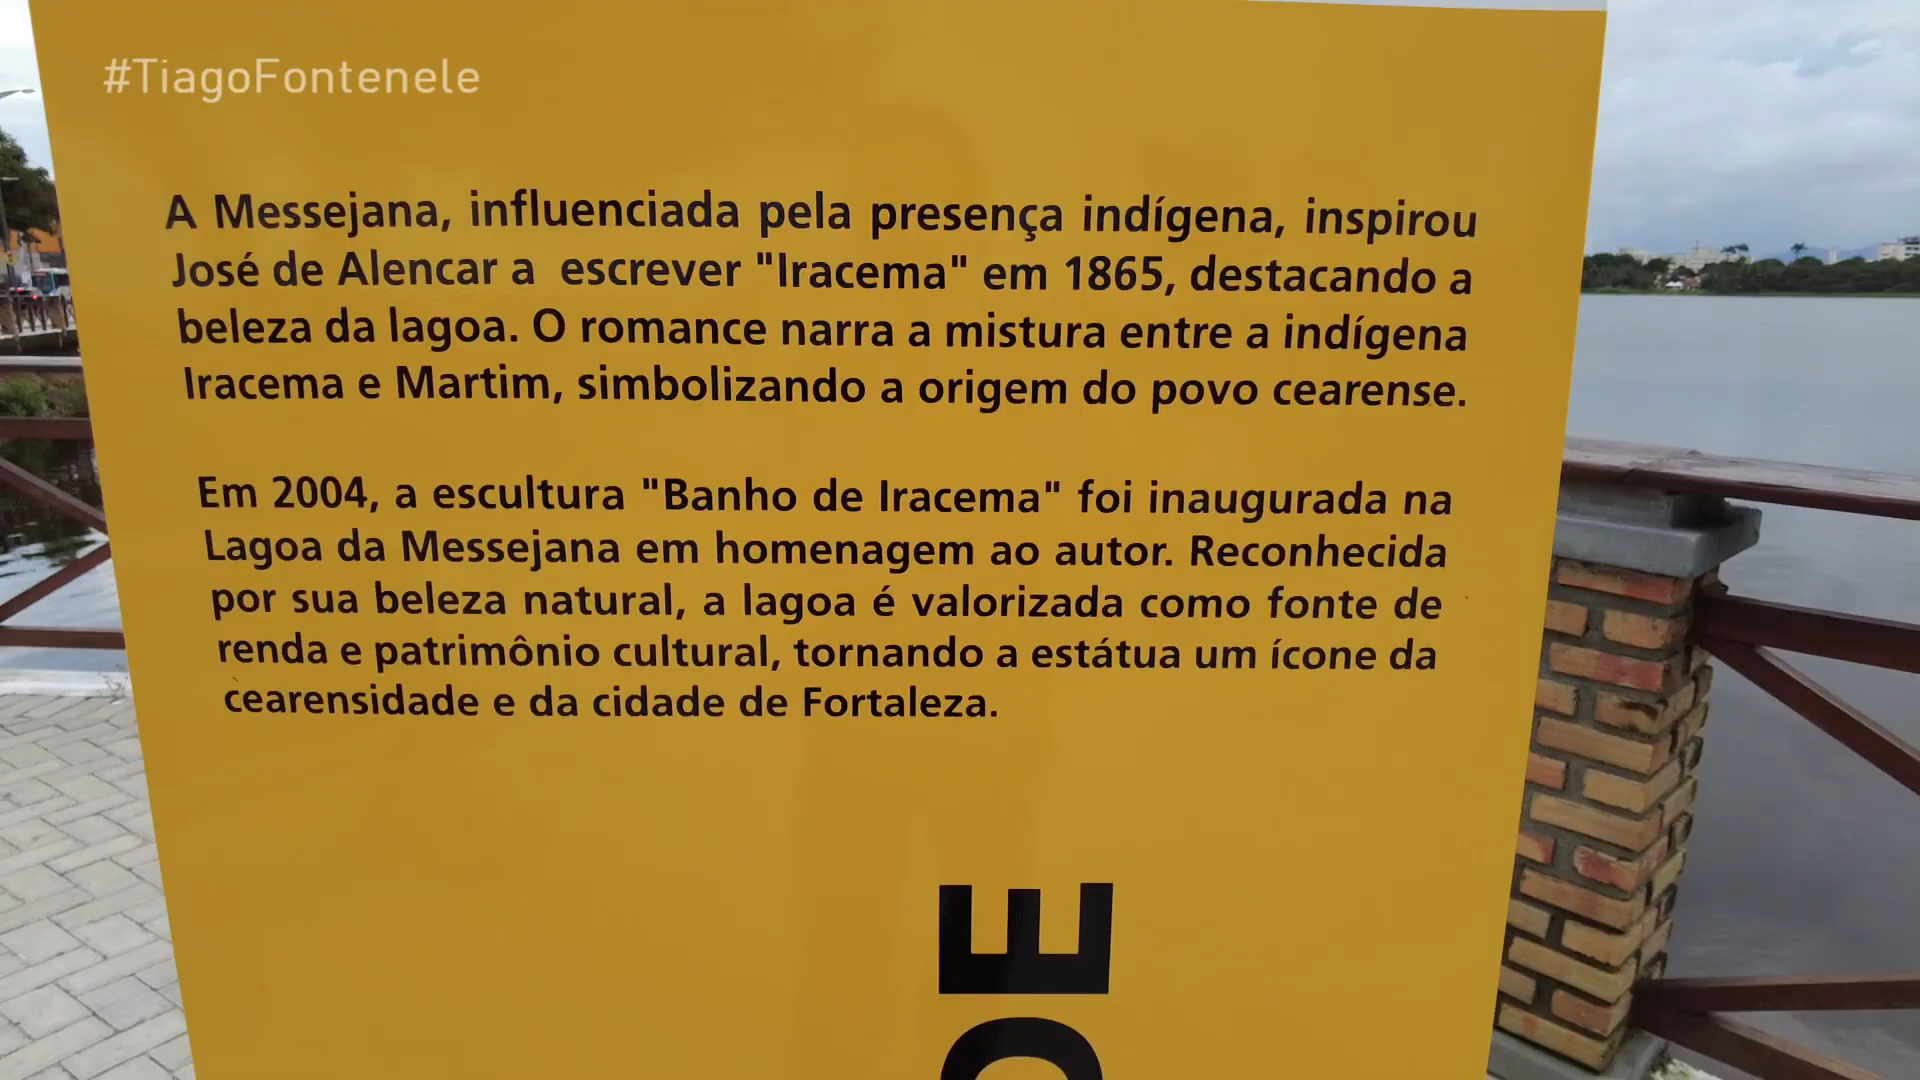 #TiagoFontenele
A Messejana, influenciada pela presença indígena, inspirou
José de Alencar a escrever "Iracema" em 1865, destacando a
beleza da lagoa. O romance narra a mistura entre a indígena
Iracema e Martim, simbolizando a origem do povo cearense.
Em 2004, a escultura "Banho de Iracema" foi inaugurada na
Lagoa da Messejana em homenagem ao autor. Reconhecida
por sua beleza natural, a lagoa é valorizada como fonte de
renda e patrimônio cultural, tornando a estátua um ícone da
cearensidade e da cidade de Fortaleza.